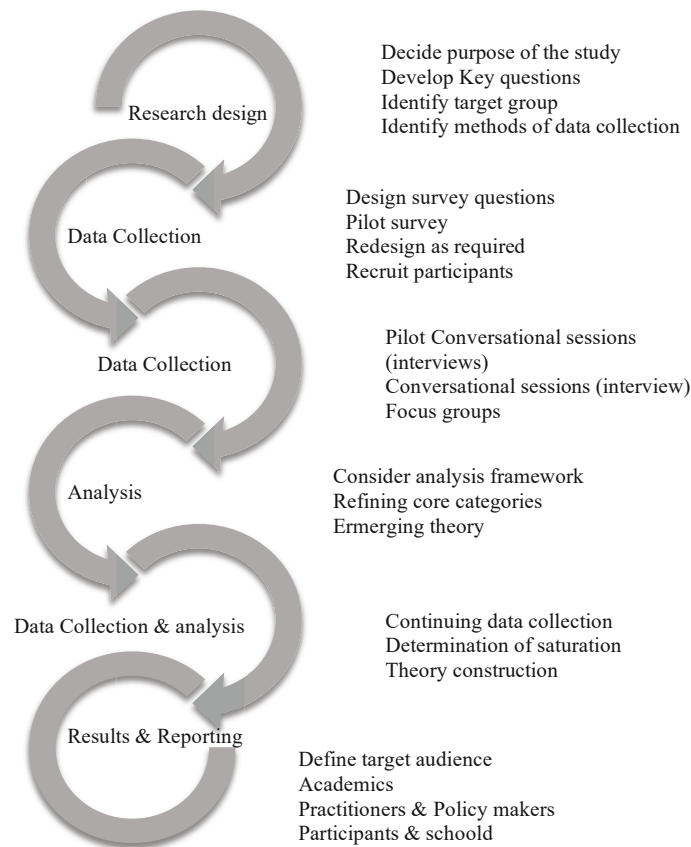 Research design
Decide purpose of the study
Develop Key questions
Identify target group
Identify methods of data collection
Data Collection
Design survey questions
Pilot survey
Redesign as required
Recruit participants
Data Collection
Pilot Conversational sessions
(interviews)
Conversational sessions (interview)
Focus groups
Analysis
Consider analysis framework
Refining core categories
Ermerging theory
Data Collection & analysis
Continuing data collection
Determination of saturation
Theory construction
Results & Reporting
Define target audience
Academics
Practitioners & Policy makers
Participants & schoold